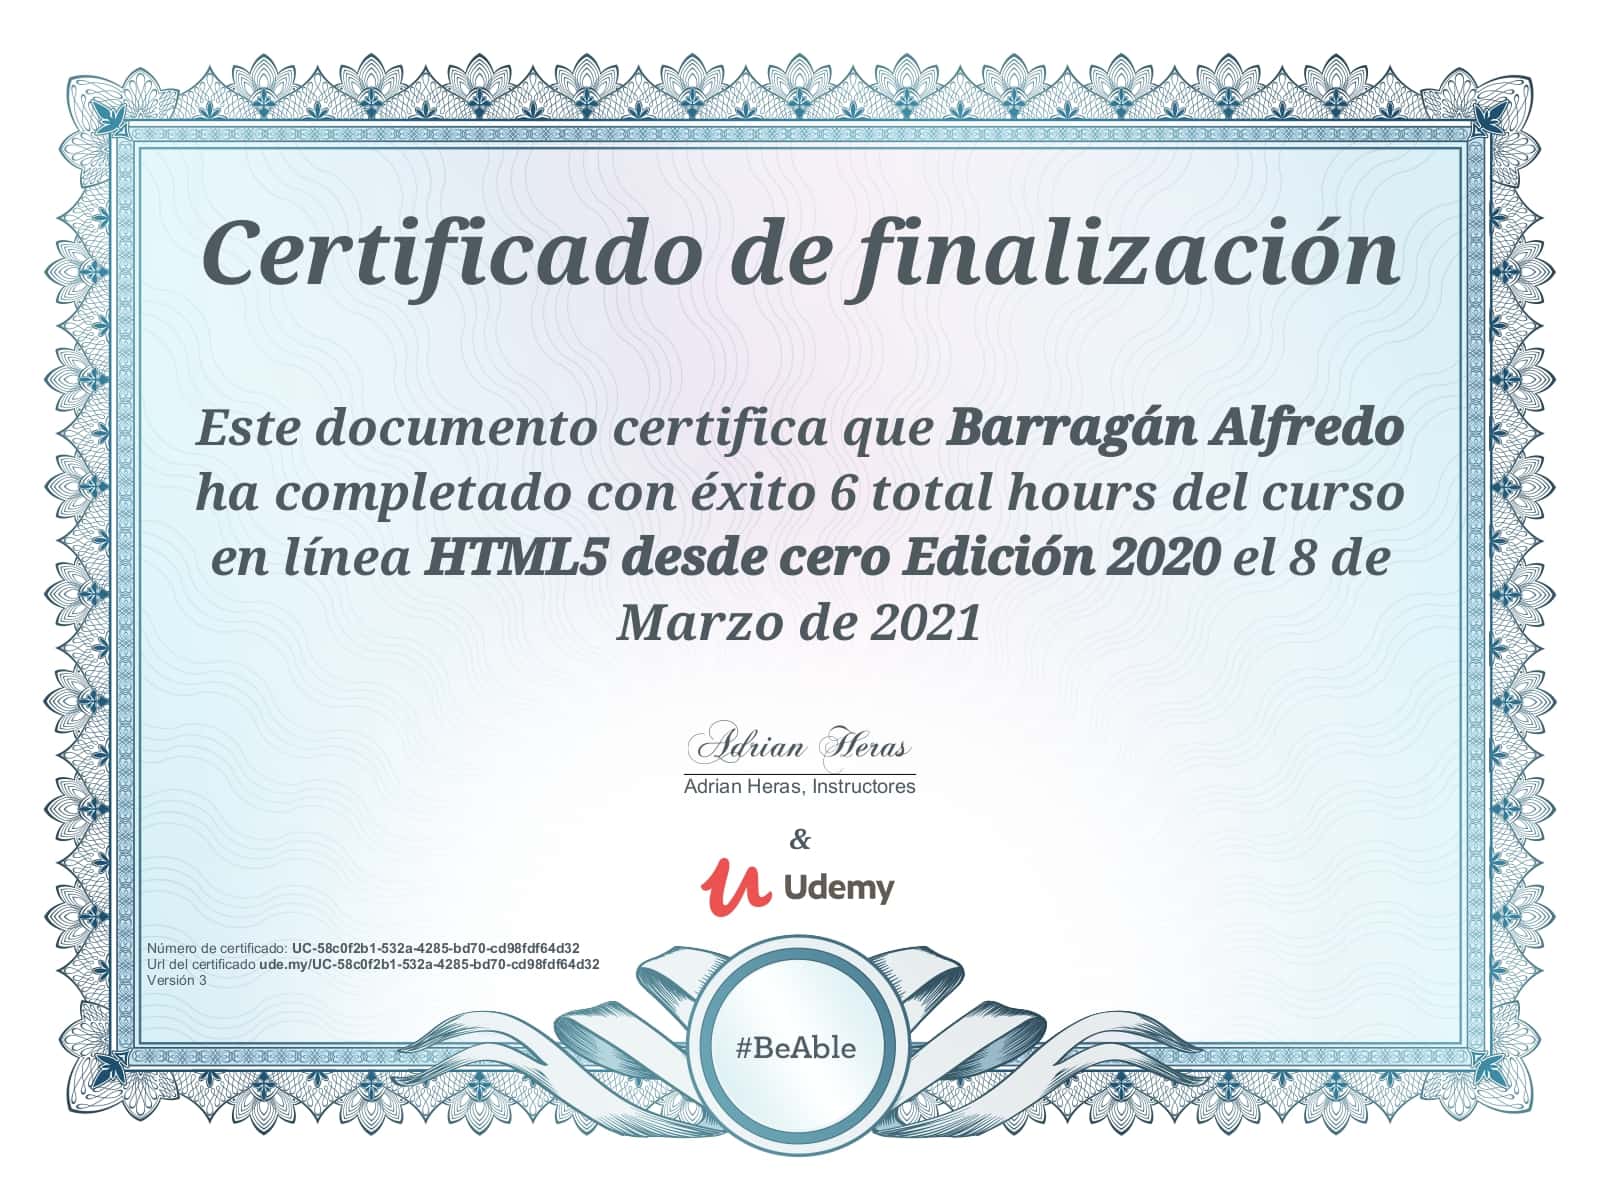 Certificado de finalización
Este documento certifica que Barragán Alfredo
ha completado con éxito 6 total hours del curso
en línea HTML5 desde cero Edición 2020 el 8 de
Marzo de 2021
Adrian Heras
Adrian Heras, Instructores
&
Udemy
Número de certificado: UC-58c0f2b1-532a-4285-bd70-cd98fdf64d32
Url del certificado ude.my/UC-58c0f2b1-532a-4285-bd70-cd98fdf64d32
Versión 3
#BeAble